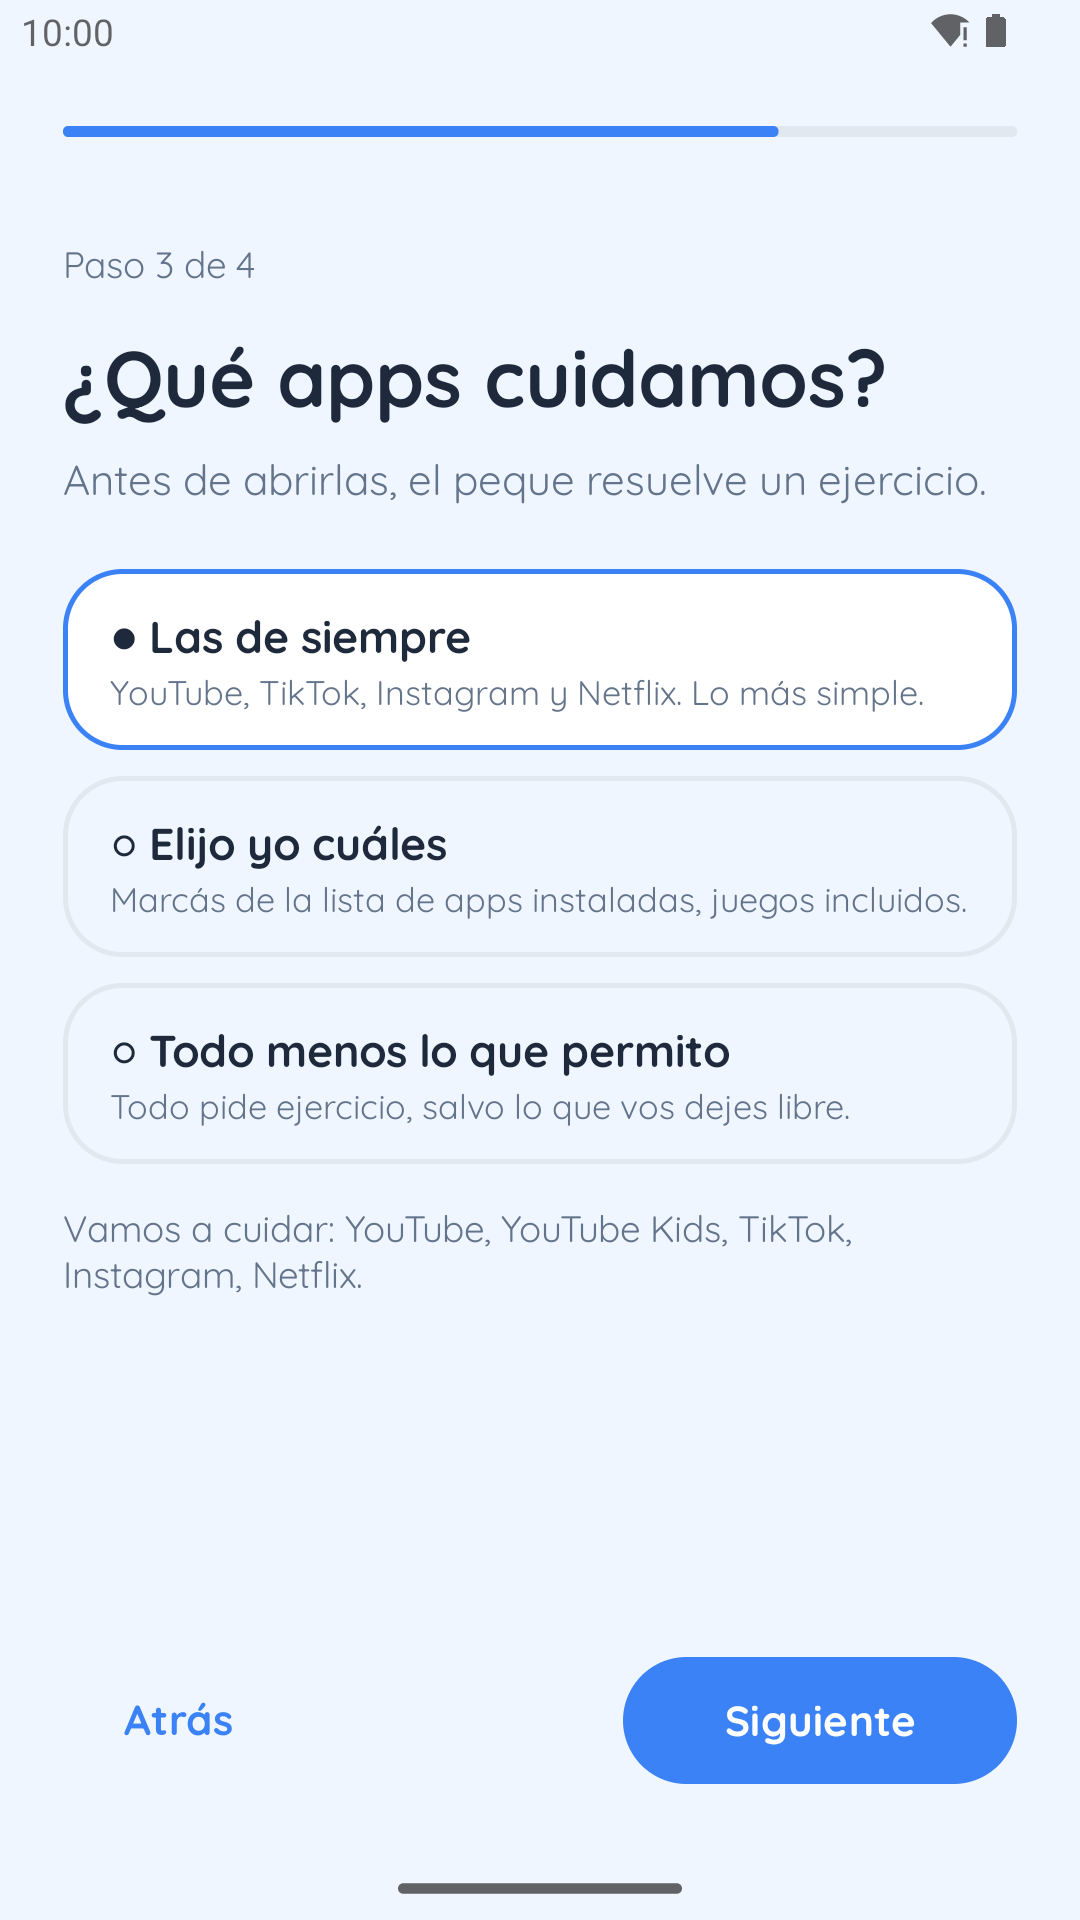 10:00
Paso 3 de 4
¿Qué apps cuidamos?
Antes de abrirlas, el peque resuelve un ejercicio.
Las de siempre
YouTube, TikTok, Instagram y Netflix. Lo más simple.
Elijo yo cuáles
Marcás de la lista de apps instaladas, juegos incluidos.
Todo menos lo que permito
Todo pide ejercicio, salvo lo que vos dejes libre.
Vamos a cuidar: YouTube, YouTube Kids, TikTok,
Instagram, Netflix.
Atrás
Siguiente